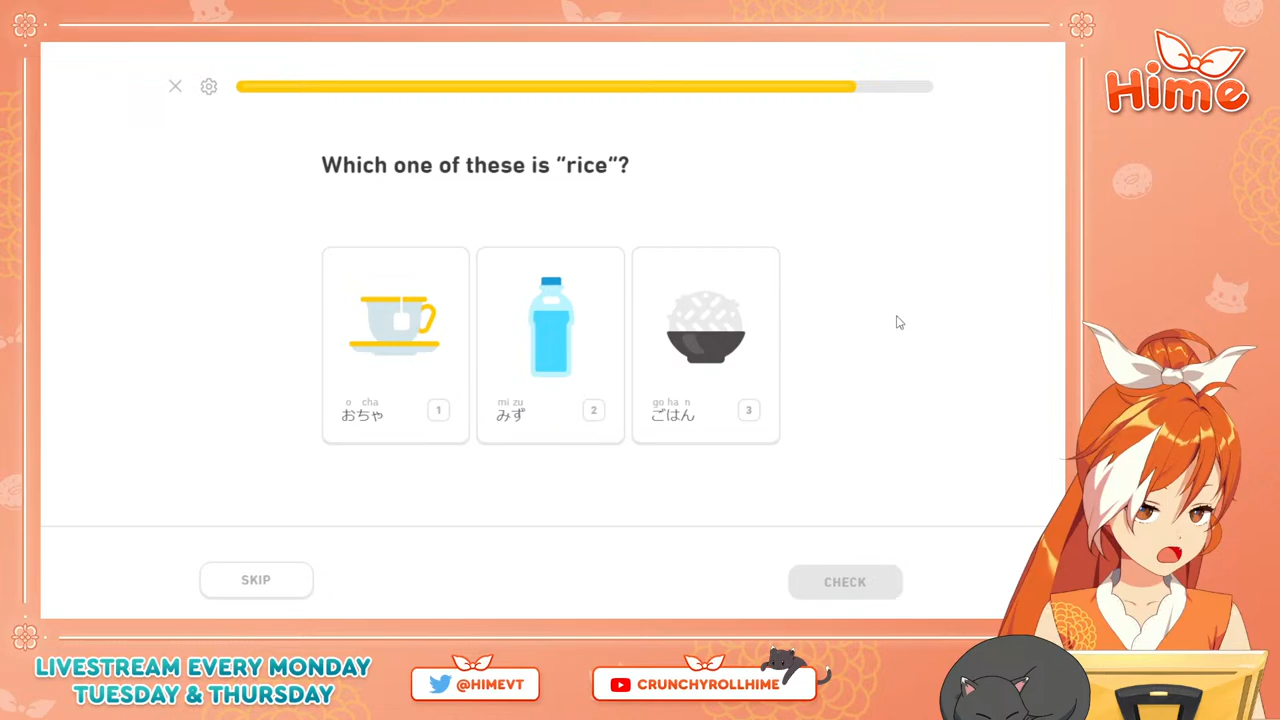 Hime
Which one of these is “rice”?
o cha
おちゃ
1
mi zu
みず
2
go ha n
ごはん
3
SKIP
CHECK
LIVESTREAM EVERY MONDAY
TUESDAY & THURSDAY
@HIMEVT
CRUNCHYROLLHIME